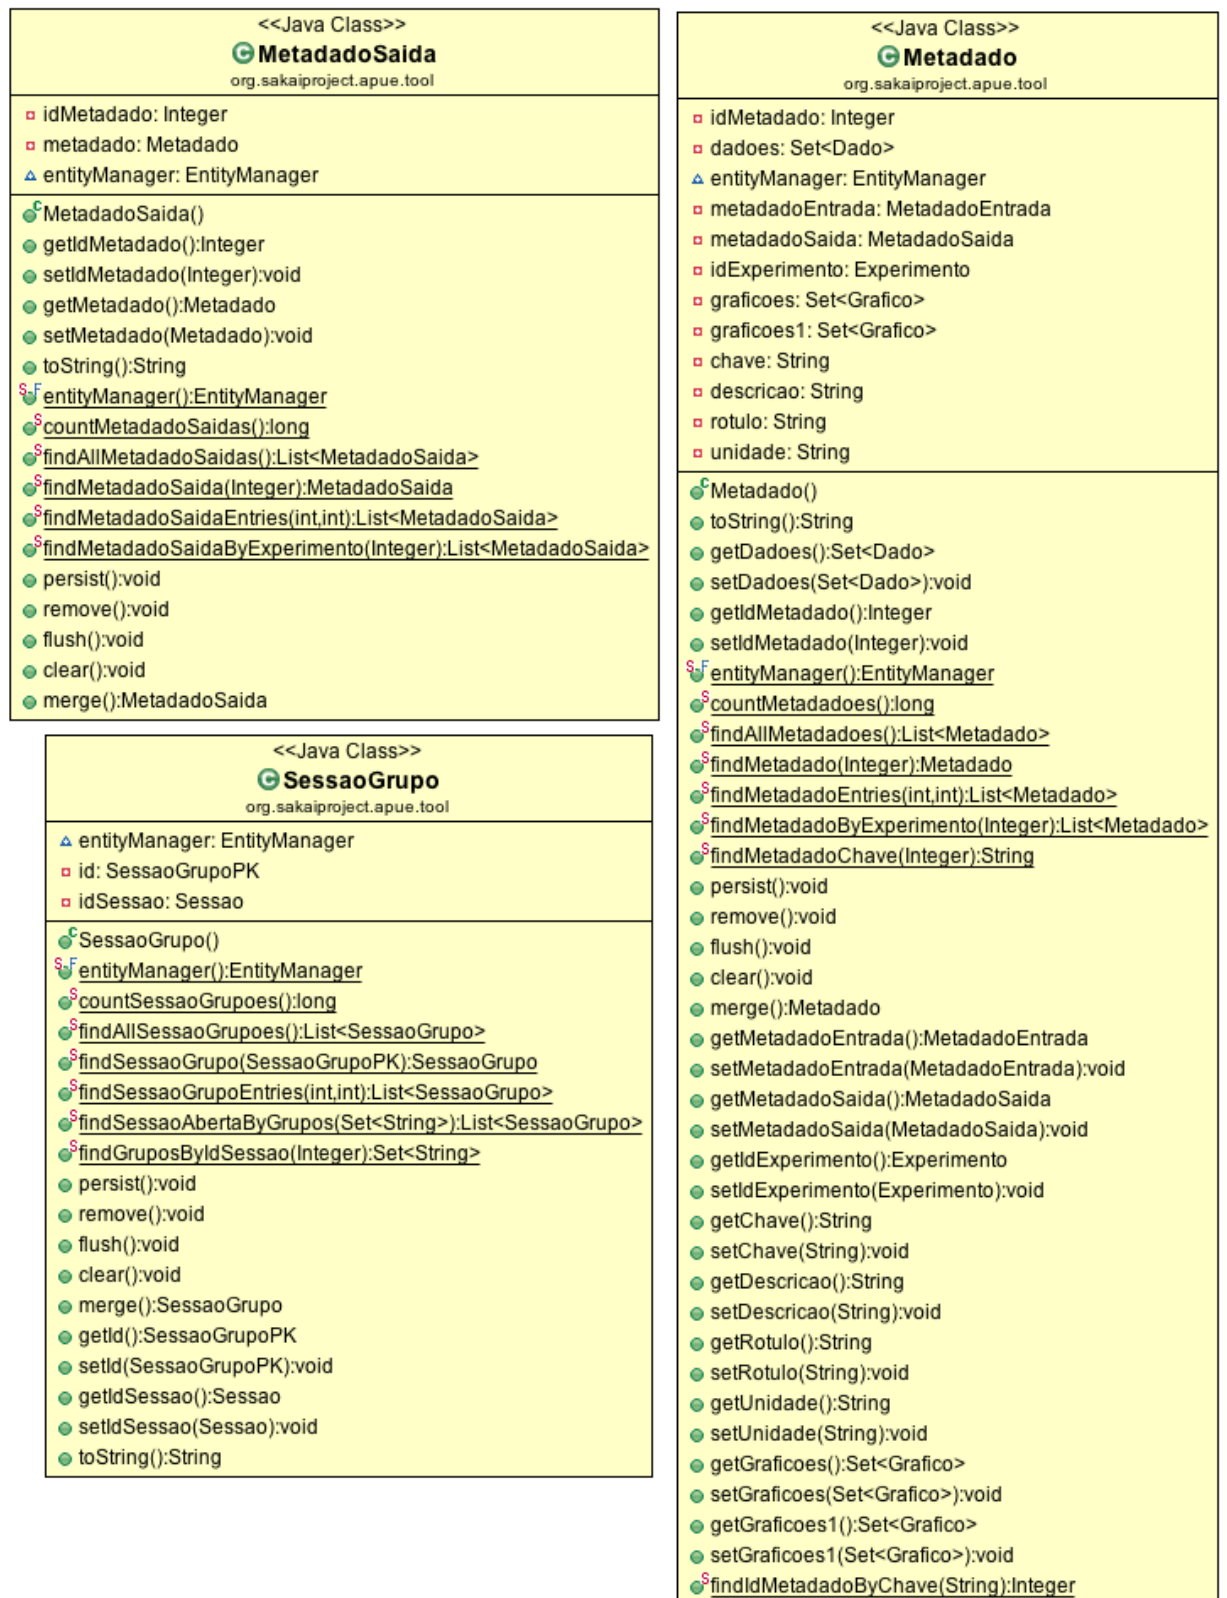 <<Java Class>>
MetadadoSaida
org.sakaiproject.apue.tool
idMetadado: Integer
metadado: Metadado
entityManager: EntityManager
MetadadoSaida()
getIdMetadado():Integer
setIdMetadado(Integer):void
getMetadado():Metadado
setMetadado(Metadado):void
toString():String
entityManager():EntityManager
countMetadadoSaidas():long
findAllMetadadoSaidas():List<MetadadoSaida>
findMetadadoSaida(Integer):MetadadoSaida
findMetadadoSaidaEntries(int,int):List<MetadadoSaida>
findMetadadoSaidaByExperimento(Integer):List<MetadadoSaida>
persist():void
remove():void
flush():void
clear():void
merge():MetadadoSaida
<<Java Class>>
SessaoGrupo
org.sakaiproject.apue.tool
entityManager: EntityManager
id: SessaoGrupoPK
idSessao: Sessao
SessaoGrupo()
entityManager():EntityManager
countSessaoGrupoes():long
findAllSessaoGrupoes():List<SessaoGrupo>
findSessaoGrupo(SessaoGrupoPK):SessaoGrupo
findSessaoGrupoEntries(int,int):List<SessaoGrupo>
findSessaoAbertaByGrupos(Set<String>):List<SessaoGrupo>
findGruposByIdSessao(Integer):Set<String>
persist():void
remove():void
flush():void
clear():void
merge():SessaoGrupo
getId():SessaoGrupoPK
setId(SessaoGrupoPK):void
getIdSessao():Sessao
setIdSessao(Sessao):void
toString():String
<<Java Class>>
Metadado
org.sakaiproject.apue.tool
idMetadado: Integer
dadoes: Set<Dado>
entityManager: EntityManager
metadadoEntrada: MetadadoEntrada
metadadoSaida: MetadadoSaida
idExperimento: Experimento
graficoes: Set<Grafico>
graficoes1: Set<Grafico>
chave: String
descricao: String
rotulo: String
unidade: String
Metadado()
toString():String
getDadoes():Set<Dado>
setDadoes(Set<Dado>):void
getIdMetadado():Integer
setIdMetadado(Integer):void
entityManager():EntityManager
countMetadadoes():long
findAllMetadadoes():List<Metadado>
findMetadado(Integer):Metadado
findMetadadoEntries(int,int):List<Metadado>
findMetadadoByExperimento(Integer):List<Metadado>
findMetadadoChave(Integer):String
persist():void
remove():void
flush():void
clear():void
merge():Metadado
getMetadadoEntrada():MetadadoEntrada
setMetadadoEntrada(MetadadoEntrada):void
getMetadadoSaida():MetadadoSaida
setMetadadoSaida(MetadadoSaida):void
getIdExperimento():Experimento
setIdExperimento(Experimento):void
getChave():String
setChave(String):void
getDescricao():String
setDescricao(String):void
getRotulo():String
setRotulo(String):void
getUnidade():String
setUnidade(String):void
getGraficoes():Set<Grafico>
setGraficoes(Set<Grafico>):void
getGraficoes1():Set<Grafico>
setGraficoes1(Set<Grafico>):void
findIdMetadadoByChave(String):Integer